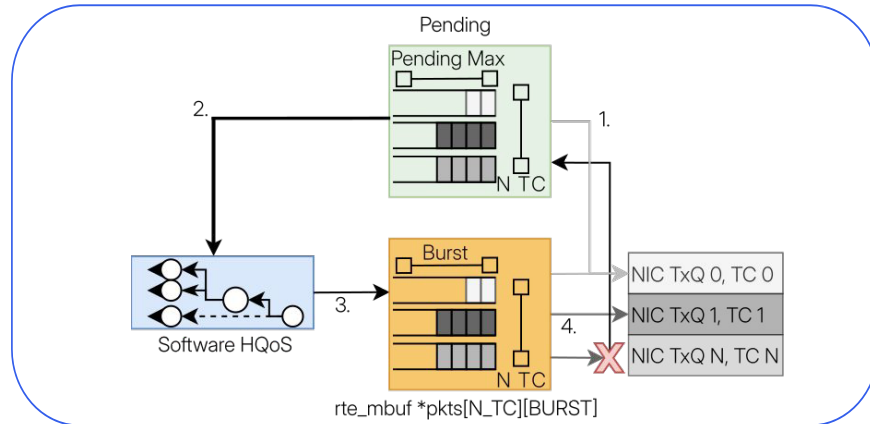 Pending
Pending Max
2.
1.
N TC
Burst
3.
4.
NIC TxQ 0, TC 0
NIC TxQ 1, TC 1
NIC TxQ N, TC N
Software HQoS
N TC
rte_mbuf *pkts[N_TC][BURST]